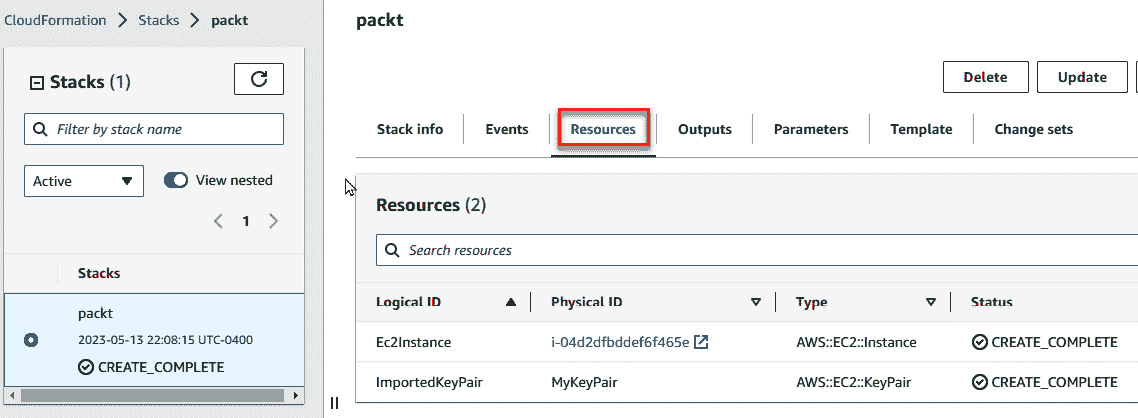 CloudFormation > Stacks > packt
Stacks (1)
Filter by stack name
Active
View nested
1
Stacks
packt
2023-05-13 22:08:15 UTC-0400
CREATE_COMPLETE
packt
Delete
Update
Stack info
Events
Resources
Outputs
Parameters
Template
Change sets
Resources (2)
Search resources
Logical ID Physical ID Type Status
Ec2Instance i-04d2dfbddef6f465e AWS::EC2::Instance CREATE_COMPLETE
ImportedKeyPair MyKeyPair AWS::EC2::KeyPair CREATE_COMPLETE